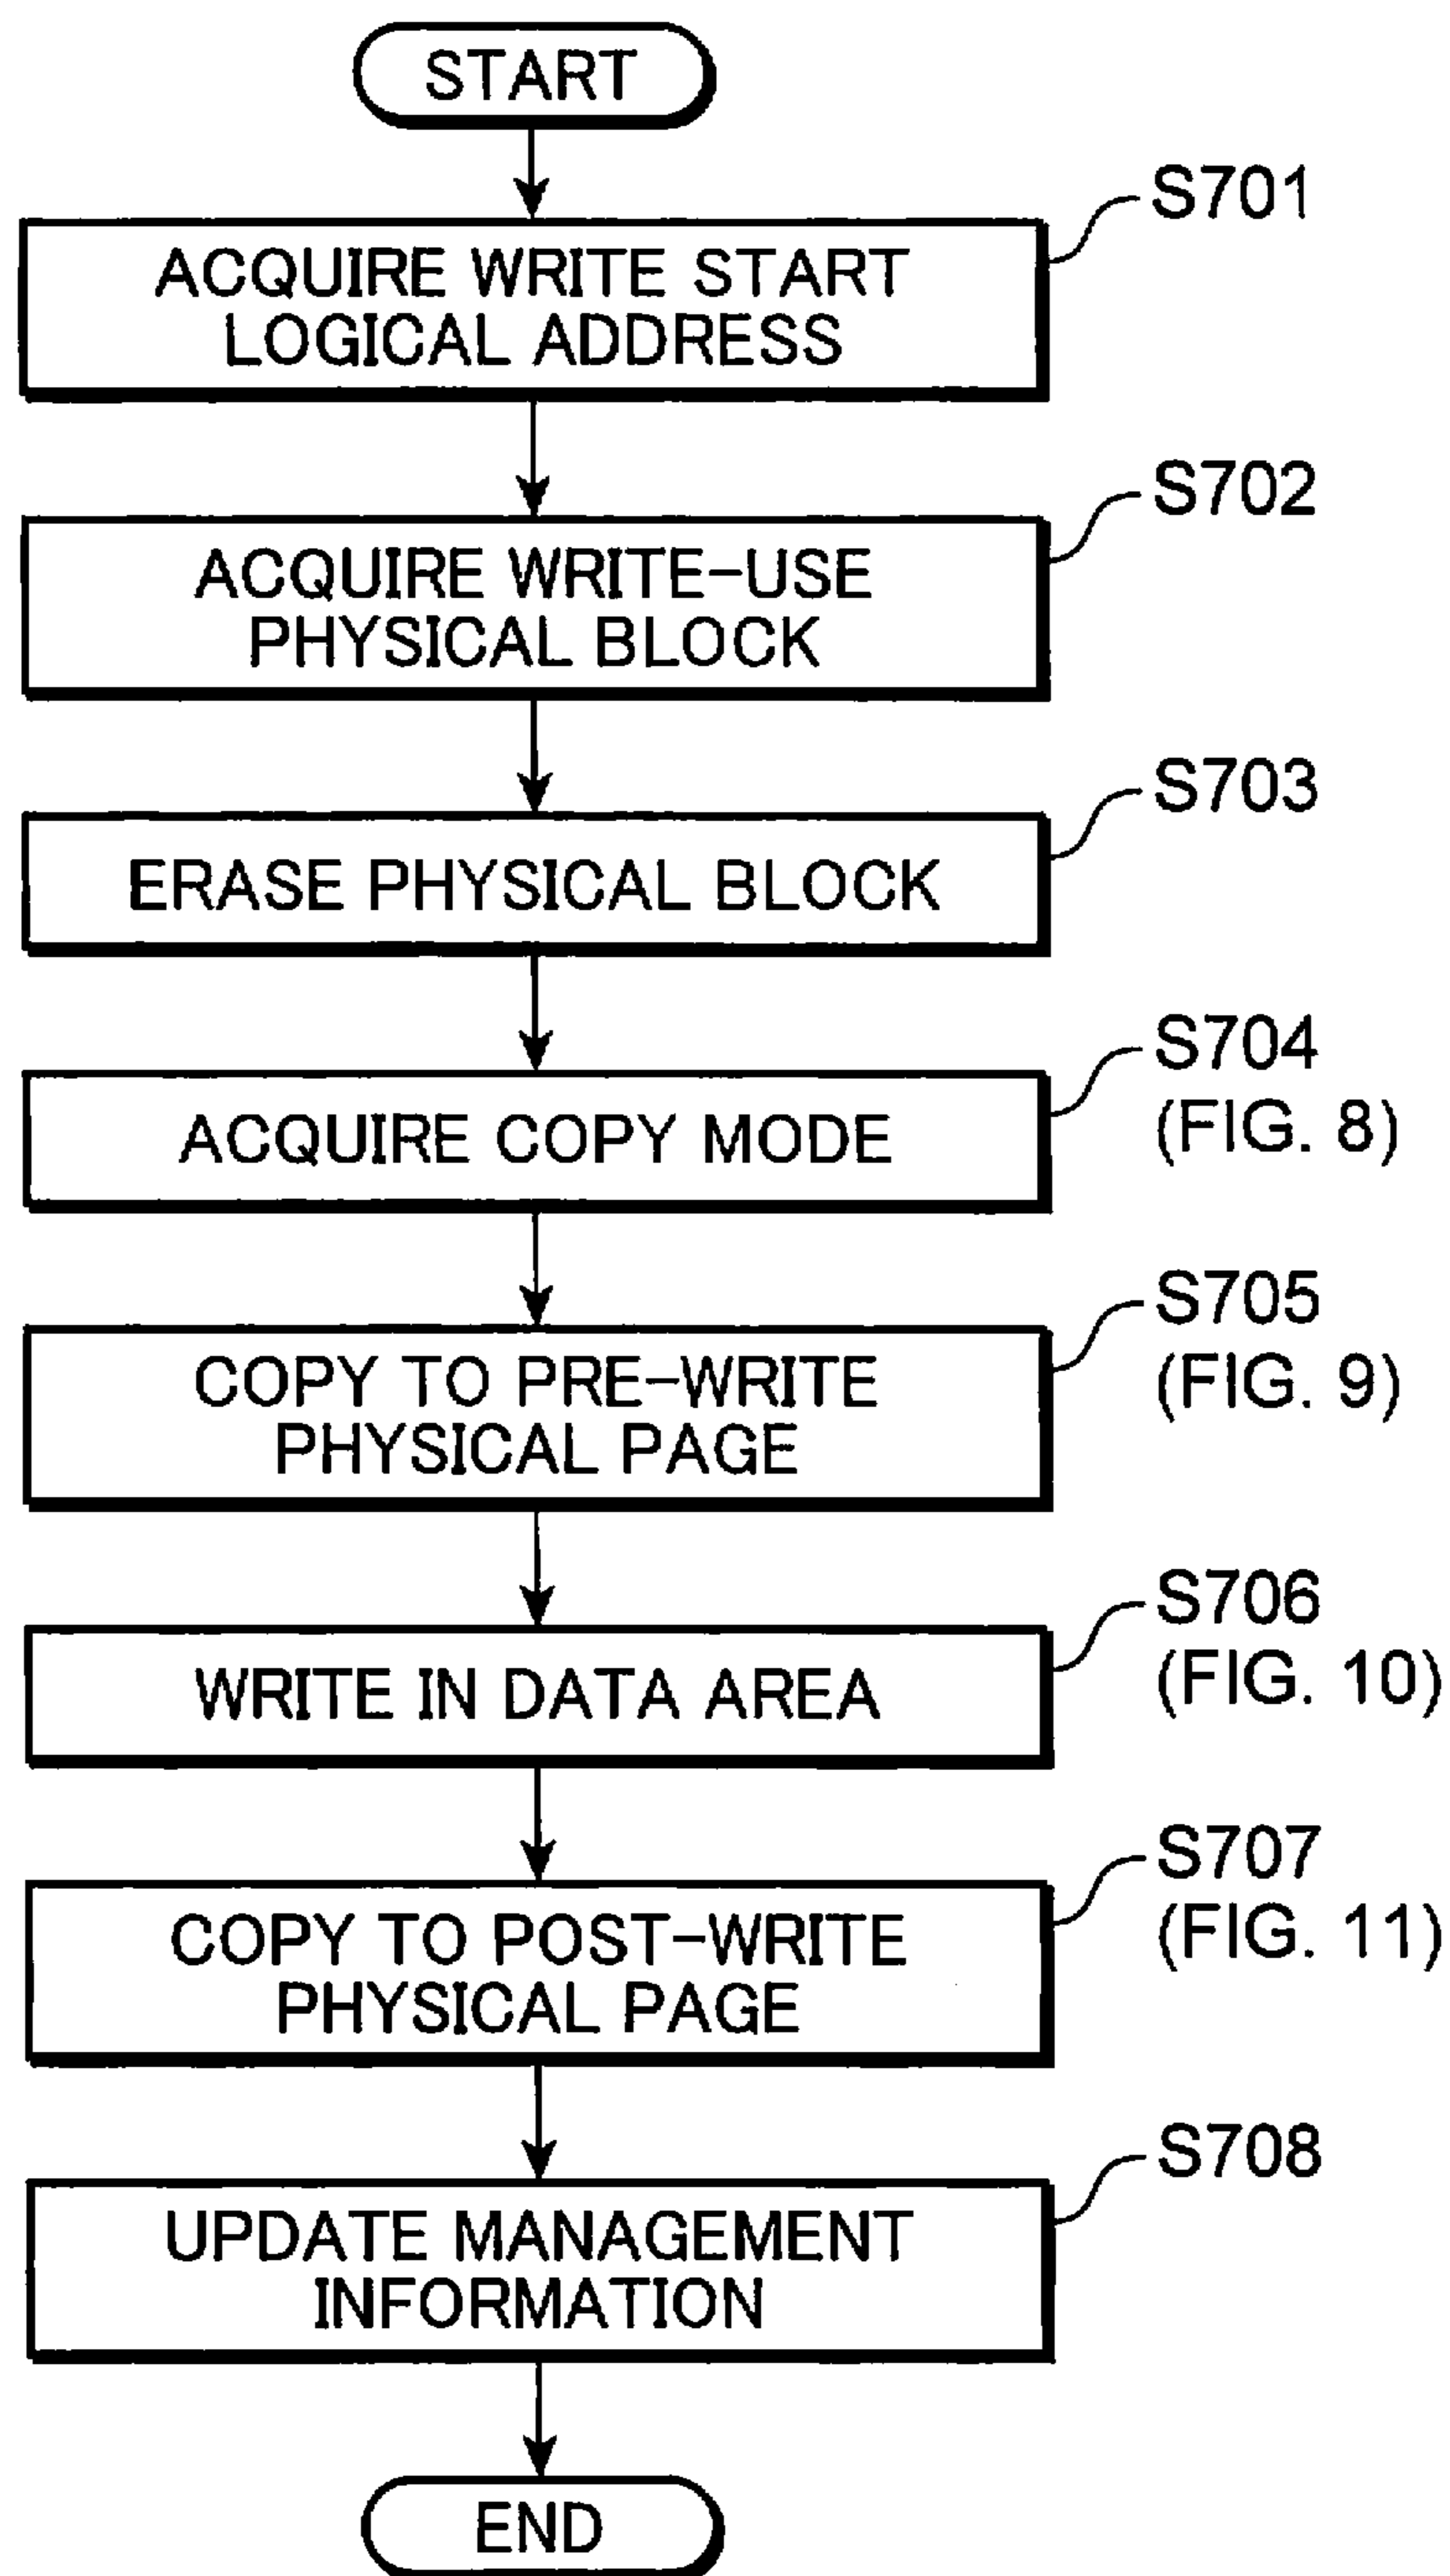 START
S701
ACQUIRE WRITE START
LOGICAL ADDRESS
S702
ACQUIRE WRITE-USE
PHYSICAL BLOCK
S703
ERASE PHYSICAL BLOCK
S704
(FIG. 8)
ACQUIRE COPY MODE
S705
(FIG. 9)
COPY TO PRE-WRITE
PHYSICAL PAGE
S706
(FIG. 10)
WRITE IN DATA AREA
S707
(FIG. 11)
COPY TO POST-WRITE
PHYSICAL PAGE
S708
UPDATE MANAGEMENT
INFORMATION
END